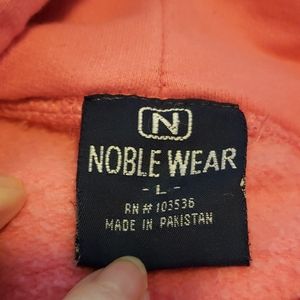 N
NOBLE WEAR
- L -
RN # 103536
MADE IN PAKISTAN